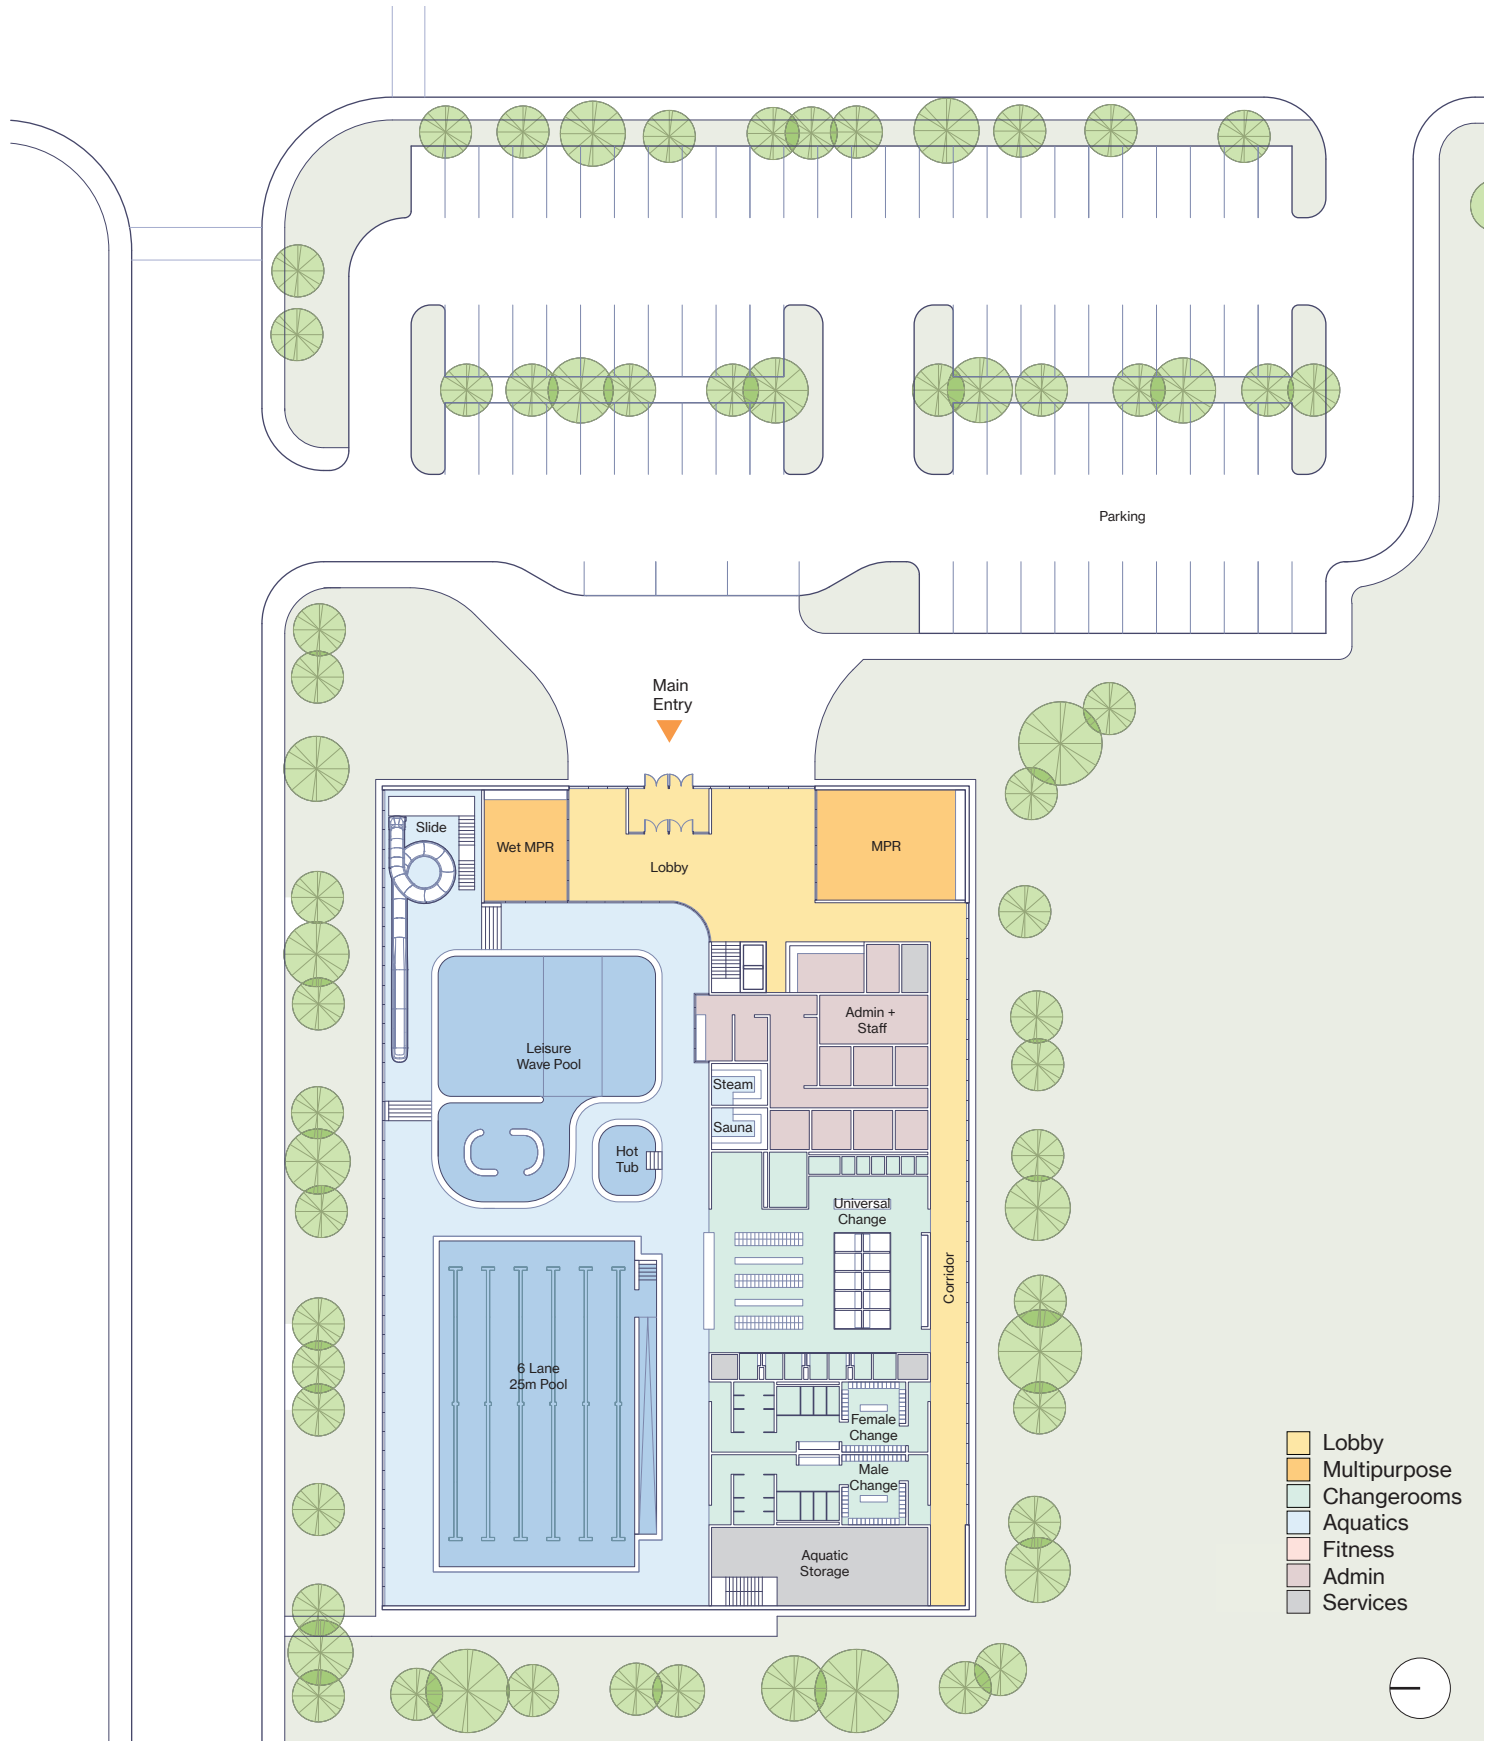 Parking
Main
Entry
Slide
Wet MPR
Lobby
MPR
Admin +
Staff
Leisure
Wave Pool
Steam
Sauna
Hot
Tub
Universal
Change
Corridor
6 Lane
25m Pool
Female
Change
Male
Change
Aquatic
Storage
Lobby
Multipurpose
Changerooms
Aquatics
Fitness
Admin
Services